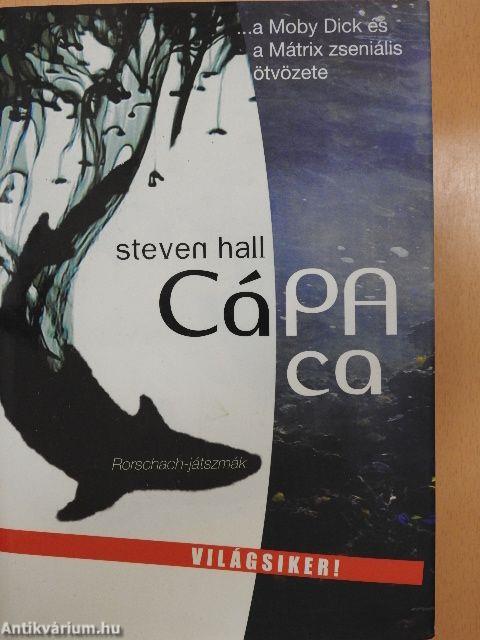 ...a Moby Dick és
a Mátrix zseniális
ötvözete
steven hall
CáPA
ca
Rorschach-játszmák
VILÁGSIKER!
Antikvárium.hu